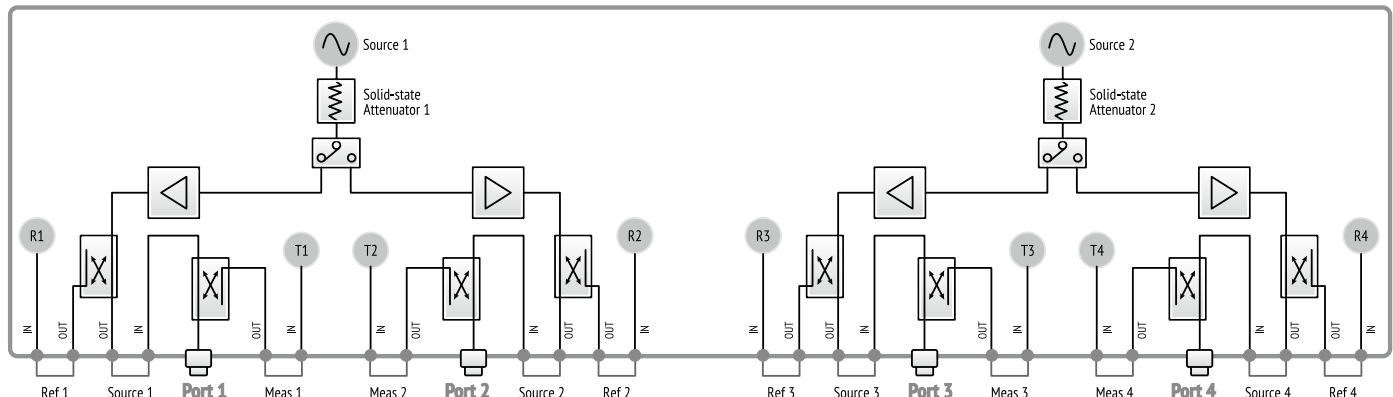 Source 1
Source 2
Solid-state
Attenuator 1
Solid-state
Attenuator 2
R1
T1
T2
R2
R3
T3
T4
R4
IN
OUT
OUT
IN
OUT
IN
IN
OUT
IN
OUT
OUT
IN
IN
OUT
OUT
IN
OUT
IN
IN
OUT
IN
OUT
OUT
IN
Ref 1
Source 1
Port 1
Meas 1
Meas 2
Port 2
Source 2
Ref 2
Ref 3
Source 3
Port 3
Meas 3
Meas 4
Port 4
Source 4
Ref 4